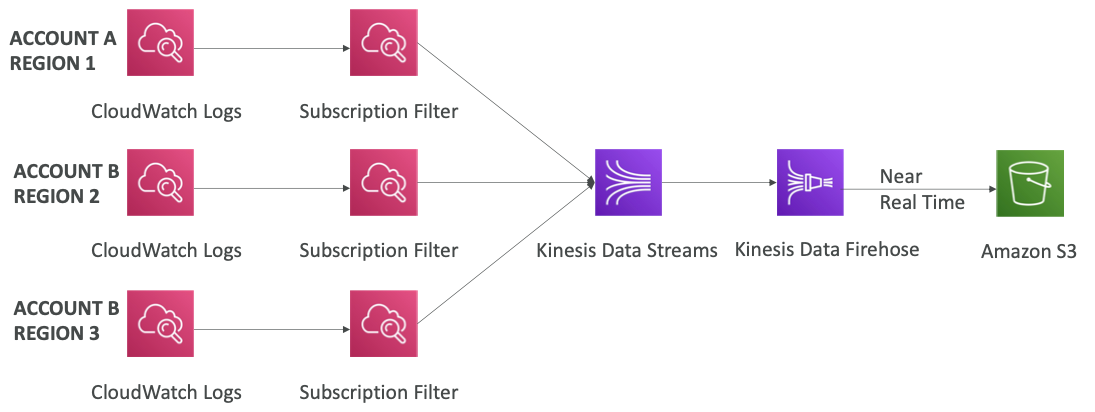 ACCOUNT A
REGION 1
CloudWatch Logs
Subscription Filter
ACCOUNT B
REGION 2
CloudWatch Logs
Subscription Filter
Kinesis Data Streams
Kinesis Data Firehose
Near
Real Time
Amazon S3
ACCOUNT B
REGION 3
CloudWatch Logs
Subscription Filter